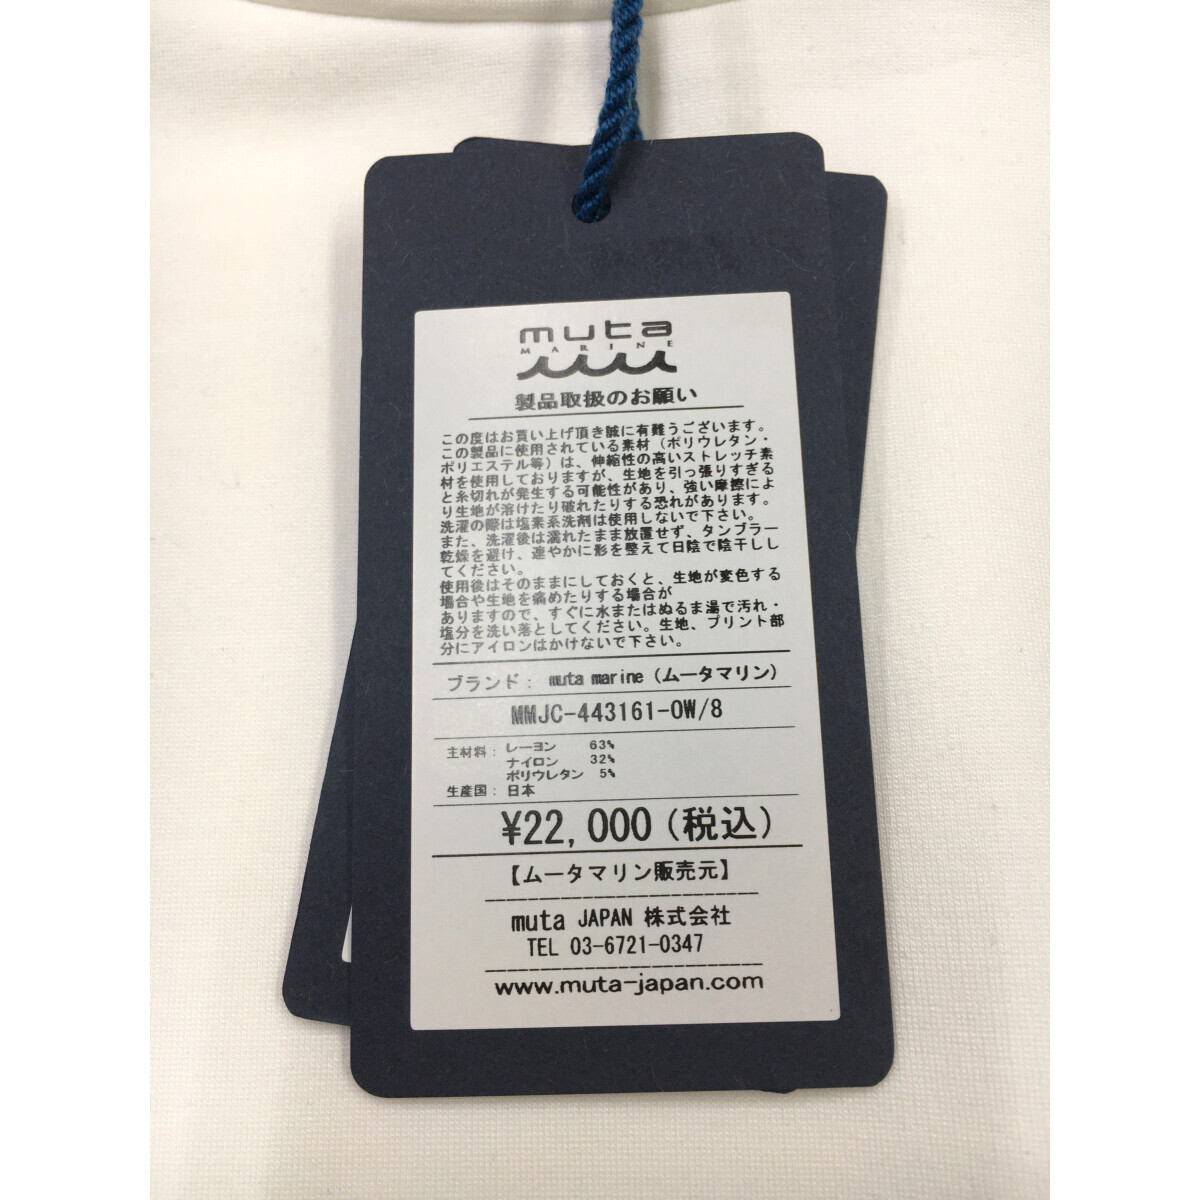 muta
MARINE
製品取扱のお願い
この度はお買い上げ頂き誠に有難うございます。
この製品に使用されている素材（ポリウレタン・
ポリエステル等）は、伸縮性の高いストレッチ素
材を使用しておりますが、生地を引っ張りすぎる
と糸切れが発生する可能性があり、強い摩擦によ
り生地が溶けたり破れたりする恐れがあります。
洗濯の際は塩素系洗剤は使用しないで下さい。
また、洗濯後は濡れたまま放置せず、タンブラー
乾燥を避け、速やかに形を整えて日陰で陰干しし
てください。
使用後はそのままにしておくと、生地が変色する
場合や生地を痛めたりする場合が
ありますので、すぐに水またはぬるま湯で汚れ・
塩分を洗い落としてください。生地、プリント部
分にアイロンはかけないで下さい。
ブランド： muta marine（ムータマリン）
MMJC-443161-OW/8
主材料：レーヨン 63%
ナイロン 32%
ポリウレタン 5%
生産国：日本
¥22,000（税込）
【ムータマリン販売元】
muta JAPAN 株式会社
TEL 03-6721-0347
www.muta-japan.com